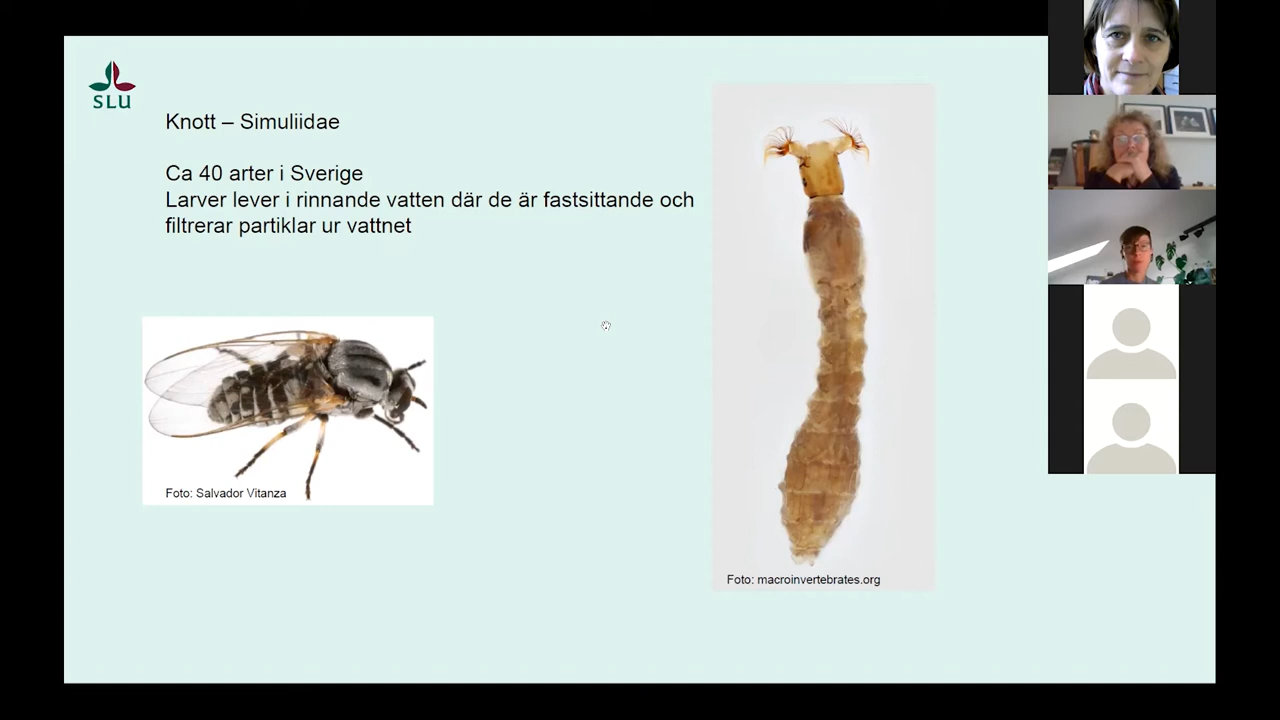 SLU
Knott – Simuliidae
Ca 40 arter i Sverige
Larver lever i rinnande vatten där de är fastsittande och
filtrerar partiklar ur vattnet
Foto: Salvador Vitanza
Foto: macroinvertebrates.org